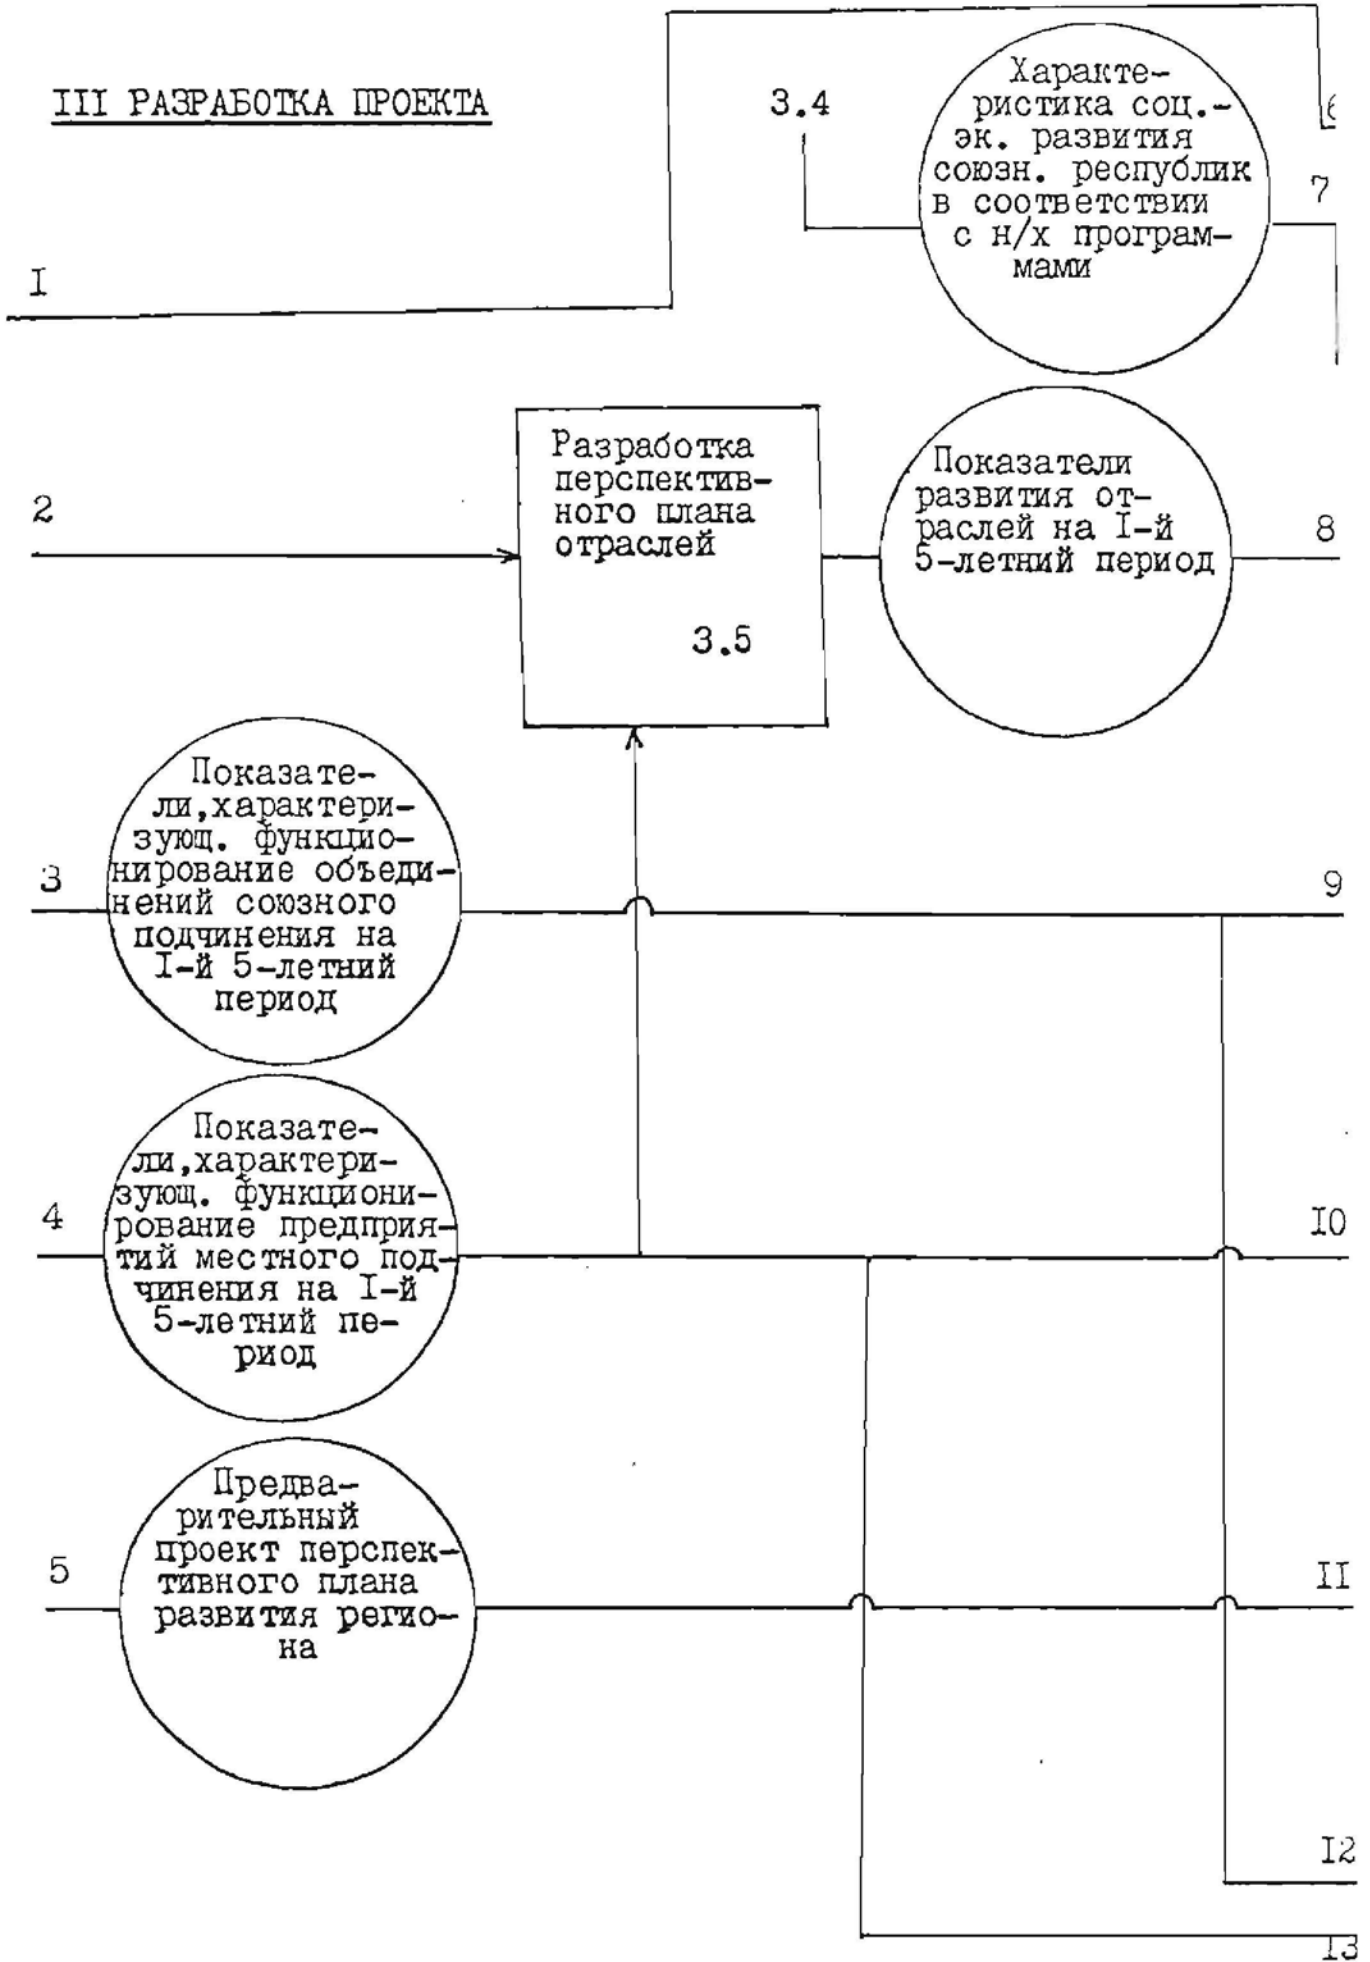 III РАЗРАБОТКА ПРОЕКТА
3.4
Характе-
ристика соц.-
эк. развития
союзн. республик
в соответствии
с н/х програм-
мами
6
7
I
Разработка
перспектив-
ного плана
отраслей
3.5
Показатели
развития от-
раслей на I-й
5-летний период
2
8
Показате-
ли,характери-
зующ. функцио-
нирование объеди-
нений союзного
подчинения на
I-й 5-летний
период
3
9
Показате-
ли,характери-
зующ. функциони-
рование предприя-
тий местного под-
чинения на I-й
5-летний пе-
риод
4
I0
Предва-
рительный
проект перспек-
тивного плана
развития регио-
на
5
II
I2
I3